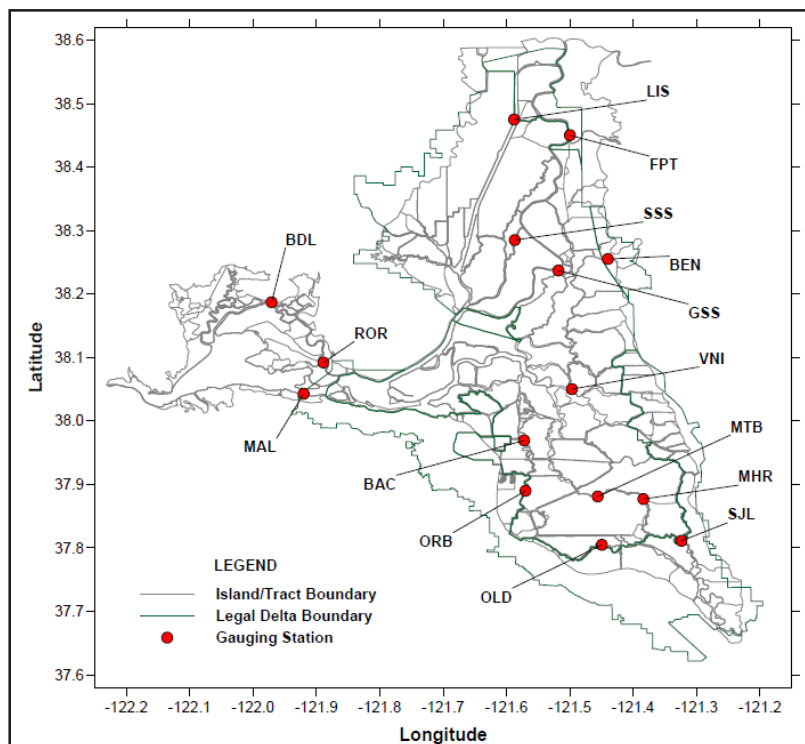 38.6
38.5
38.4
38.3
38.2
38.1
38.0
37.9
37.8
37.7
37.6
Latitude
LIS
FPT
SSS
BDL
BEN
GSS
ROR
VNI
MAL
MTB
BAC
MHR
SJL
ORB
OLD
LEGEND
Island/Tract Boundary
Legal Delta Boundary
Gauging Station
-122.2 -122.1 -122.0 -121.9 -121.8 -121.7 -121.6 -121.5 -121.4 -121.3 -121.2
Longitude